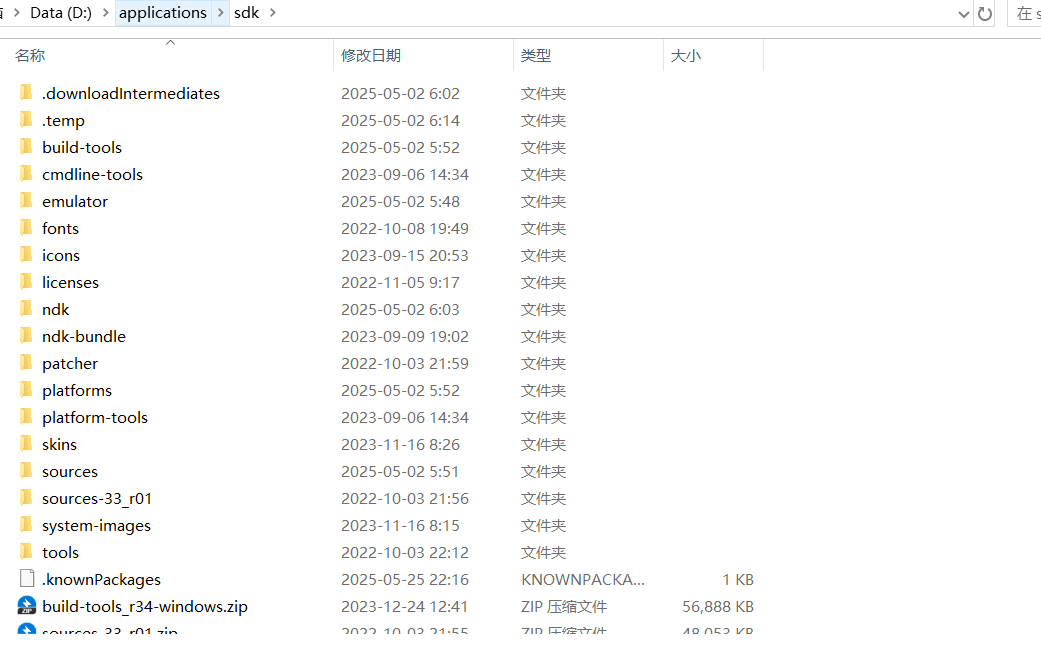 Data (D:) applications sdk 在 s
名称 修改日期 类型 大小
.downloadIntermediates 2025-05-02 6:02 文件夹
.temp 2025-05-02 6:14 文件夹
build-tools 2025-05-02 5:52 文件夹
cmdline-tools 2023-09-06 14:34 文件夹
emulator 2025-05-02 5:48 文件夹
fonts 2022-10-08 19:49 文件夹
icons 2023-09-15 20:53 文件夹
licenses 2022-11-05 9:17 文件夹
ndk 2025-05-02 6:03 文件夹
ndk-bundle 2023-09-09 19:02 文件夹
patcher 2022-10-03 21:59 文件夹
platforms 2025-05-02 5:52 文件夹
platform-tools 2023-09-06 14:34 文件夹
skins 2023-11-16 8:26 文件夹
sources 2025-05-02 5:51 文件夹
sources-33_r01 2022-10-03 21:56 文件夹
system-images 2023-11-16 8:15 文件夹
tools 2022-10-03 22:12 文件夹
.knownPackages 2025-05-25 22:16 KNOWNPACKA... 1 KB
build-tools_r34-windows.zip 2023-12-24 12:41 ZIP 压缩文件 56,888 KB
sources-33_r01.zip 2022-10-03 21:55 ZIP 压缩文件 48,053 KB